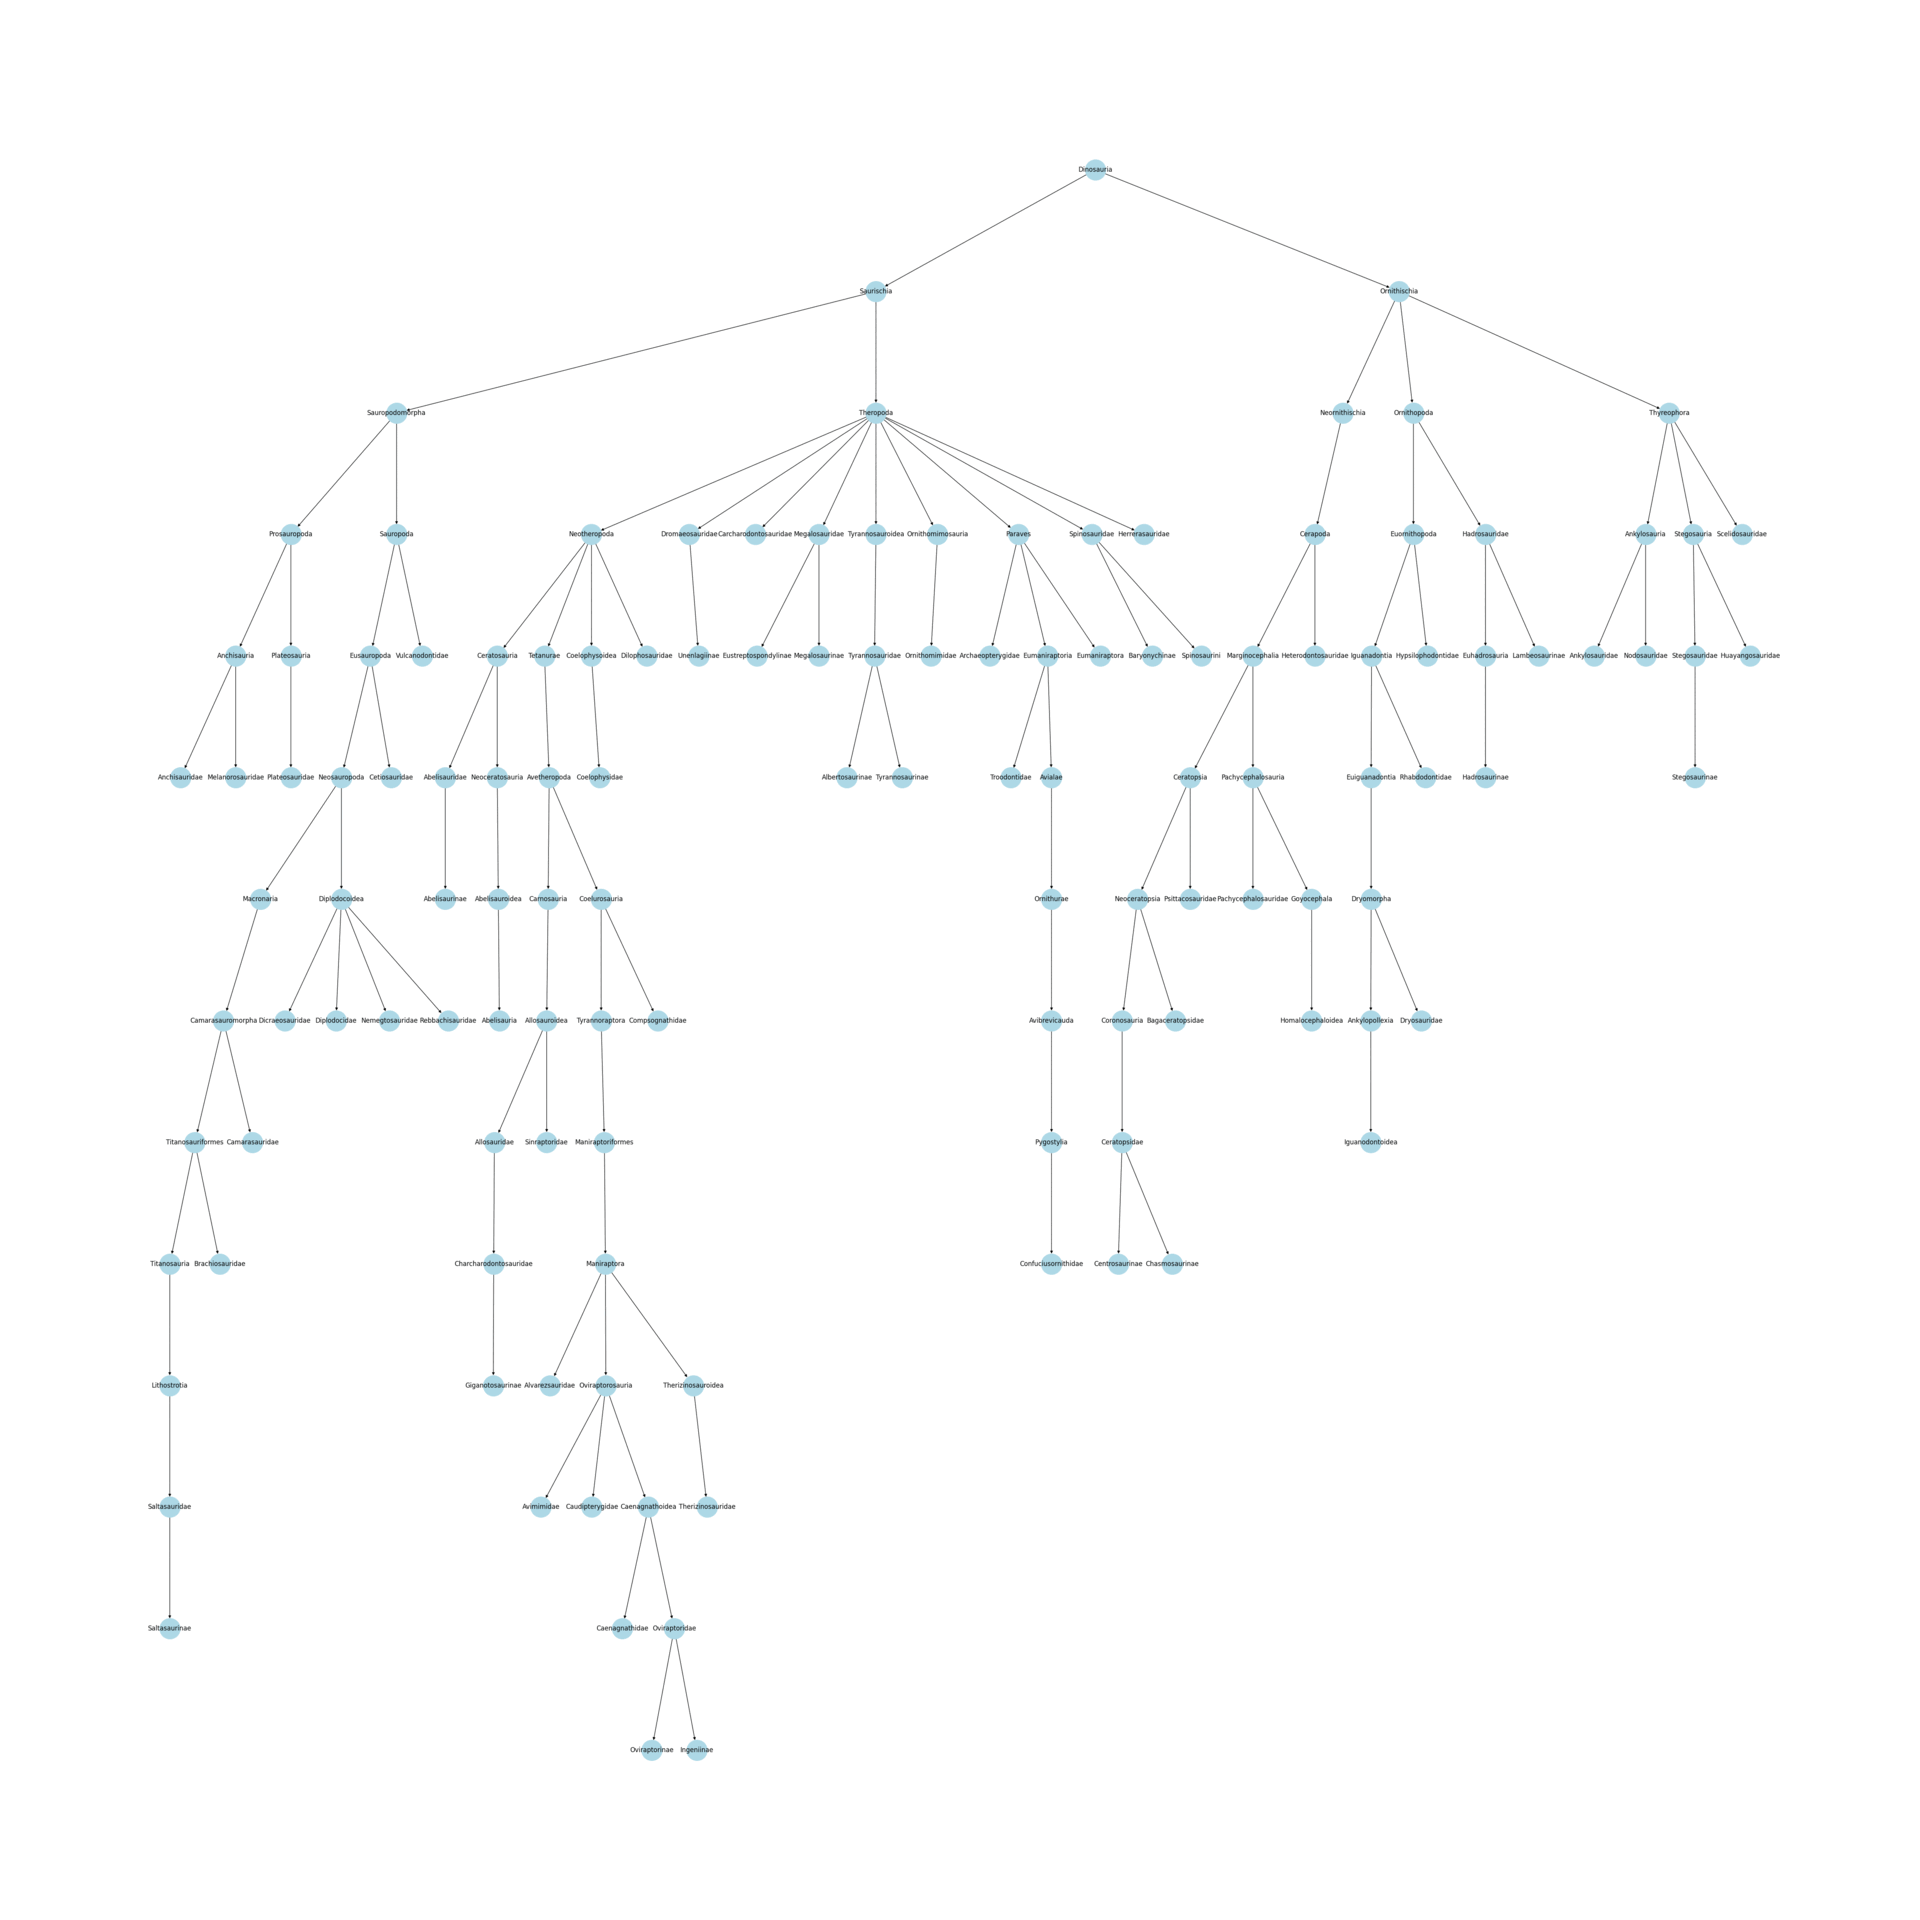 Dinosauria
Saurischia
Ornithischia
Sauropodomorpha
Theropoda
Neornithischia
Ornithopoda
Thyreophora
Prosauropoda
Sauropoda
Neotheropoda
Dromaeosauridae
Carcharodontosauridae
Megalosauridae
Tyrannosauroidea
Ornithomimosauria
Paraves
Spinosauridae
Herrerasauridae
Cerapoda
Euornithopoda
Hadrosauridae
Ankylosauria
Stegosauria
Scelidosauridae
Anchisauria
Plateosauria
Eusauropoda
Vulcanodontidae
Ceratosauria
Tetanurae
Coelophysoidea
Dilophosauridae
Unenlagiinae
Eustreptospondylinae
Megalosaurinae
Tyrannosauridae
Ornithomimidae
Archaeopterygidae
Eumaniraptoria
Eumaniraptora
Baryonychinae
Spinosaurini
Marginocephalia
Heterodontosauridae
Iguanadontia
Hypsilophodontidae
Euhadrosauria
Lambeosaurinae
Ankylosauridae
Nodosauridae
Stegosauridae
Huayangosauridae
Anchisauridae
Melanorosauridae
Plateosauridae
Neosauropoda
Cetiosauridae
Abelisauridae
Neoceratosauria
Avetheropoda
Coelophysidae
Albertosaurinae
Tyrannosaurinae
Troodontidae
Avialae
Ceratopsia
Pachycephalosauria
Euiguanadontia
Rhabdodontidae
Hadrosaurinae
Stegosaurinae
Macronaria
Diplodocoidea
Abelisaurinae
Abelisauroidea
Carnosauria
Coelurosauria
Ornithurae
Neoceratopsia
Psittacosauridae
Pachycephalosauridae
Goyocephala
Dryomorpha
Camarasauromorpha
Dicraeosauridae
Diplodocidae
Nemegtosauridae
Rebbachisauridae
Abelisauria
Allosauroidea
Tyrannoraptora
Compsognathidae
Avibrevicauda
Coronosauria
Bagaceratopsidae
Homalocephaloidea
Ankylopollexia
Dryosauridae
Titanosauriformes
Camarasauridae
Allosauridae
Sinraptoridae
Maniraptoriformes
Pygostylia
Ceratopsidae
Iguanodontoidea
Titanosauria
Brachiosauridae
Charcharodontosauridae
Maniraptora
Confuciusornithidae
Centrosaurinae
Chasmosaurinae
Lithostrotia
Giganotosaurinae
Alvarezsauridae
Oviraptorosauria
Therizinosauroidea
Saltasauridae
Avimimidae
Caudipterygidae
Caenagnathoidea
Therizinosauridae
Saltasaurinae
Caenagnathidae
Oviraptoridae
Oviraptorinae
Ingeniinae